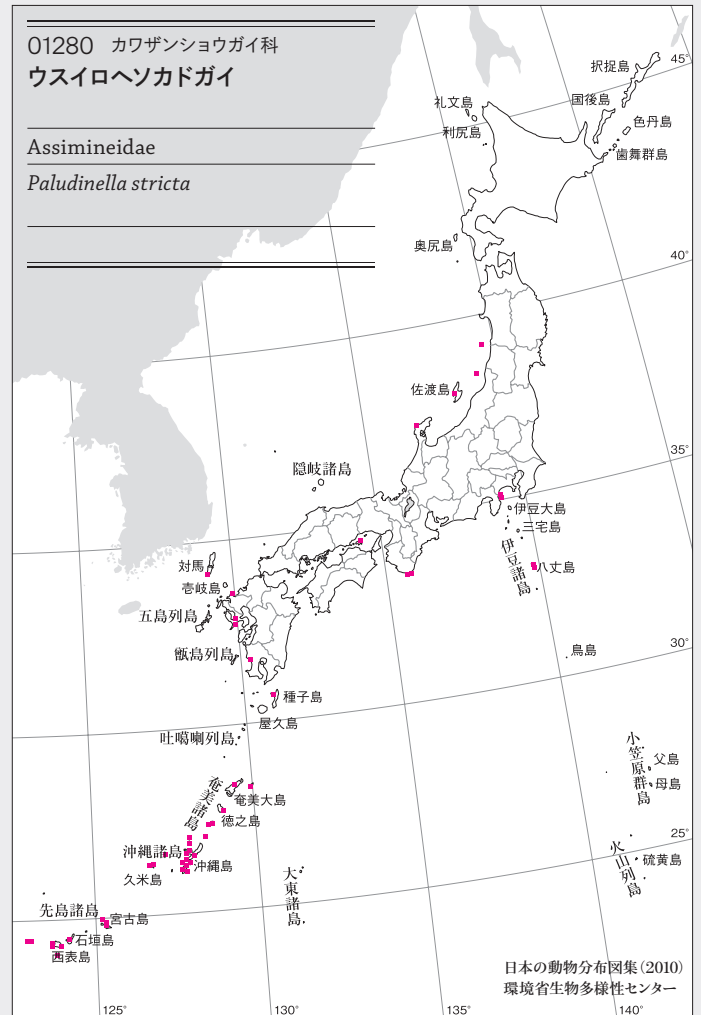 01280 カワザンショウガイ科
ウスイロヘソカドガイ
Assimineidae
Paludinella stricta
択捉島
45°
国後島
礼文島
色丹島
利尻島
歯舞群島
奥尻島
40°
佐渡島
35°
隠岐諸島
伊豆大島
三宅島
伊豆諸島
八丈島
対馬
壱岐島
五島列島
甑島列島
鳥島
30°
種子島
屋久島
吐噶喇列島
小笠原群島
父島
母島
奄美諸島
奄美大島
徳之島
25°
火山列島
硫黄島
沖縄諸島
沖縄島
久米島
大東諸島
先島諸島
宮古島
石垣島
西表島
日本の動物分布図集(2010)
環境省生物多様性センター
125°
130°
135°
140°